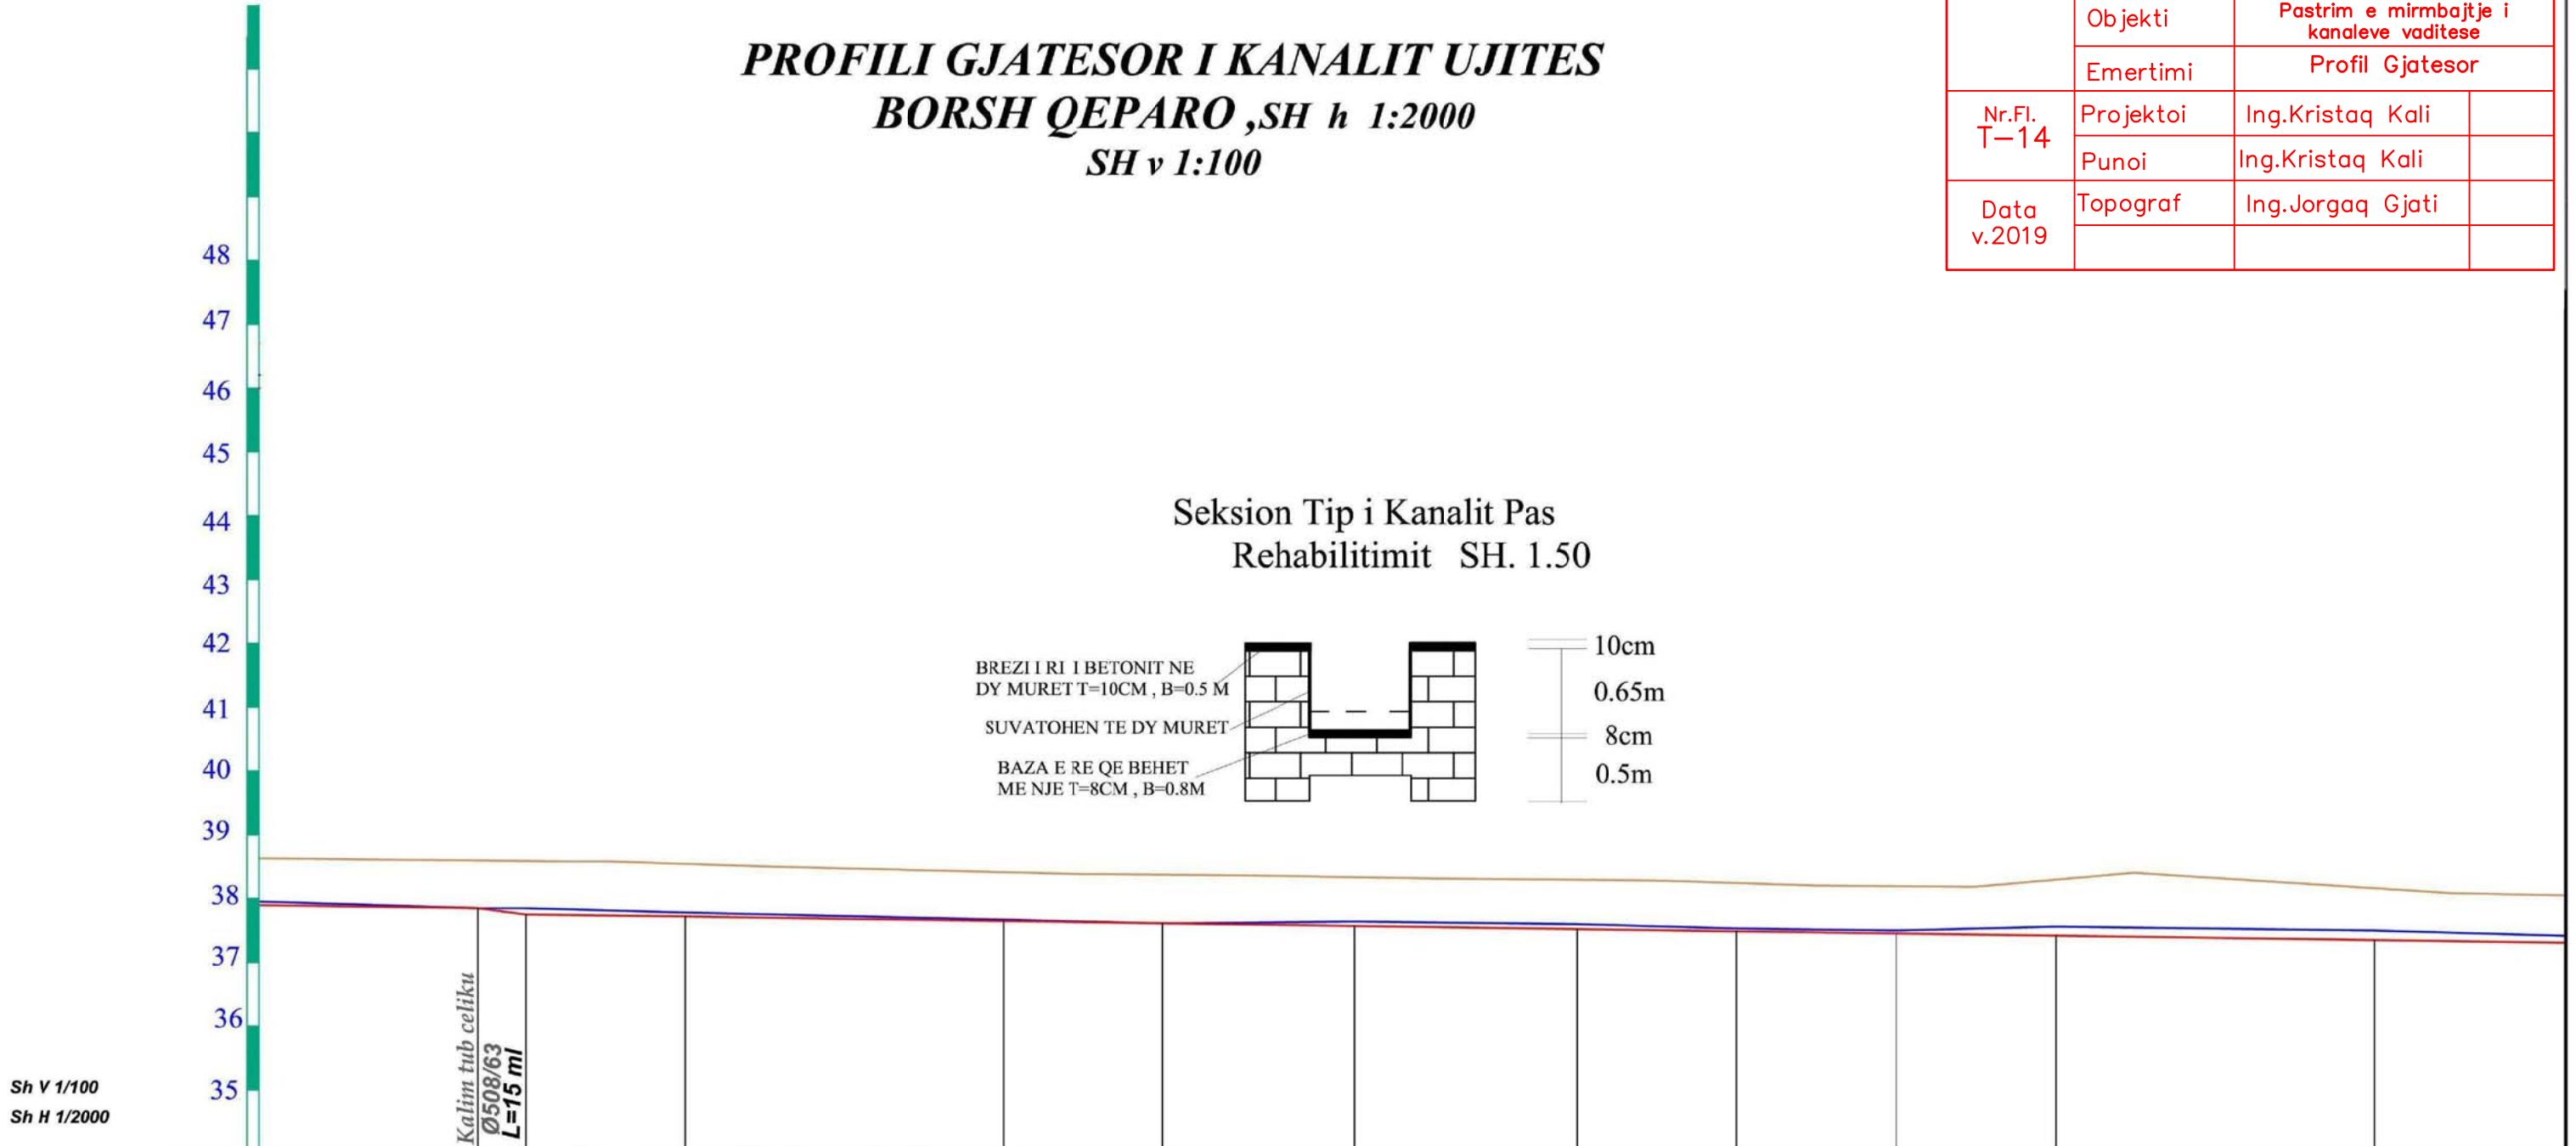 PROFILI GJATESOR I KANALIT UJITES
BORSH QEPARO ,SH h 1:2000
SH v 1:100
Objekti
Pastrim e mirmbajtje i
kanaleve vaditese
Emertimi
Profil Gjatesor
Nr.Fl.
T-14
Projektoi
Ing.Kristaq Kali
Punoi
Ing.Kristaq Kali
Data
v.2019
Topograf
Ing.Jorgaq Gjati
48
47
46
45
44
43
42
41
40
39
38
37
36
35
Seksion Tip i Kanalit Pas
Rehabilitimit SH. 1.50
BREZI I RI I BETONIT NE
DY MURET T=10CM , B=0.5 M
SUVATOHEN TE DY MURET
BAZA E RE QE BEHET
ME NJE T=8CM , B=0.8M
10cm
0.65m
8cm
0.5m
Kalim tub celiku
Ø508/63
L=15 ml
Sh V 1/100
Sh H 1/2000